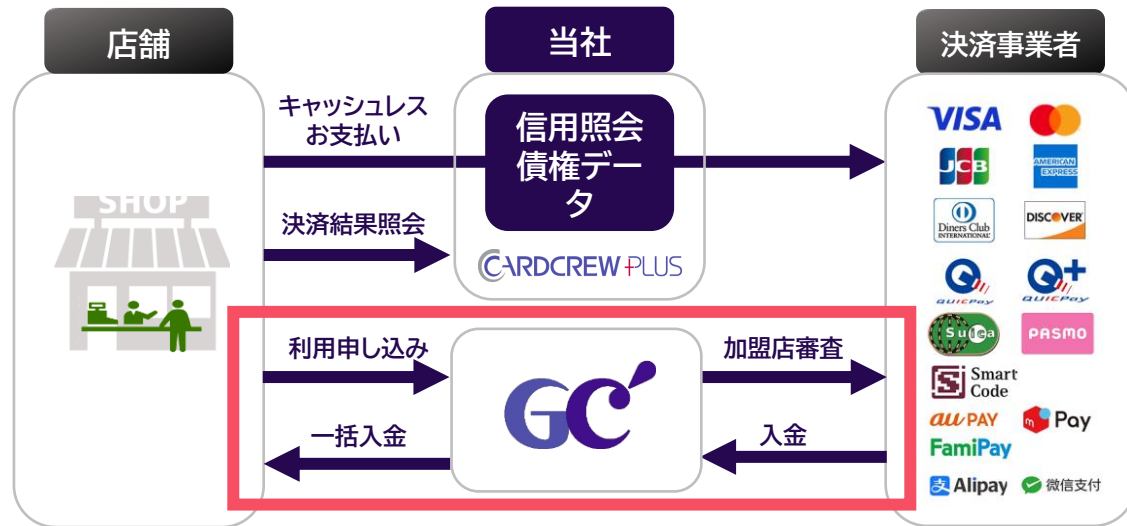 店舗
当社
決済事業者
キャッシュレス
お支払い
信用照会
債権デー
タ
決済結果照会
CARDCREW PLUS
SHOP
利用申し込み
加盟店審査
GC
一括入金
入金
VISA
JCB
AMERICAN
EXPRESS
Diners Club
INTERNATIONAL
DISCOVER
Q
QUICPay
Q+
QUICPay
Suica
PASMO
Smart
Code
au PAY
m Pay
FamiPay
支 Alipay
微信支付